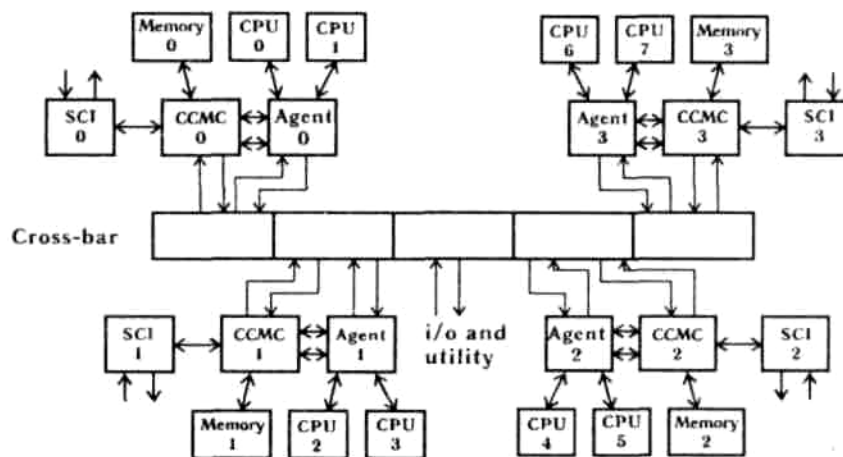 Memory 0
CPU 0
CPU 1
CPU 6
CPU 7
Memory 3
SCI 0
CCMC 0
Agent 0
Agent 3
CCMC 3
SCI 3
Cross-bar
SCI 1
CCMC 1
Agent 1
i/o and
utility
Agent 2
CCMC 2
SCI 2
Memory 1
CPU 2
CPU 3
CPU 4
CPU 5
Memory 2